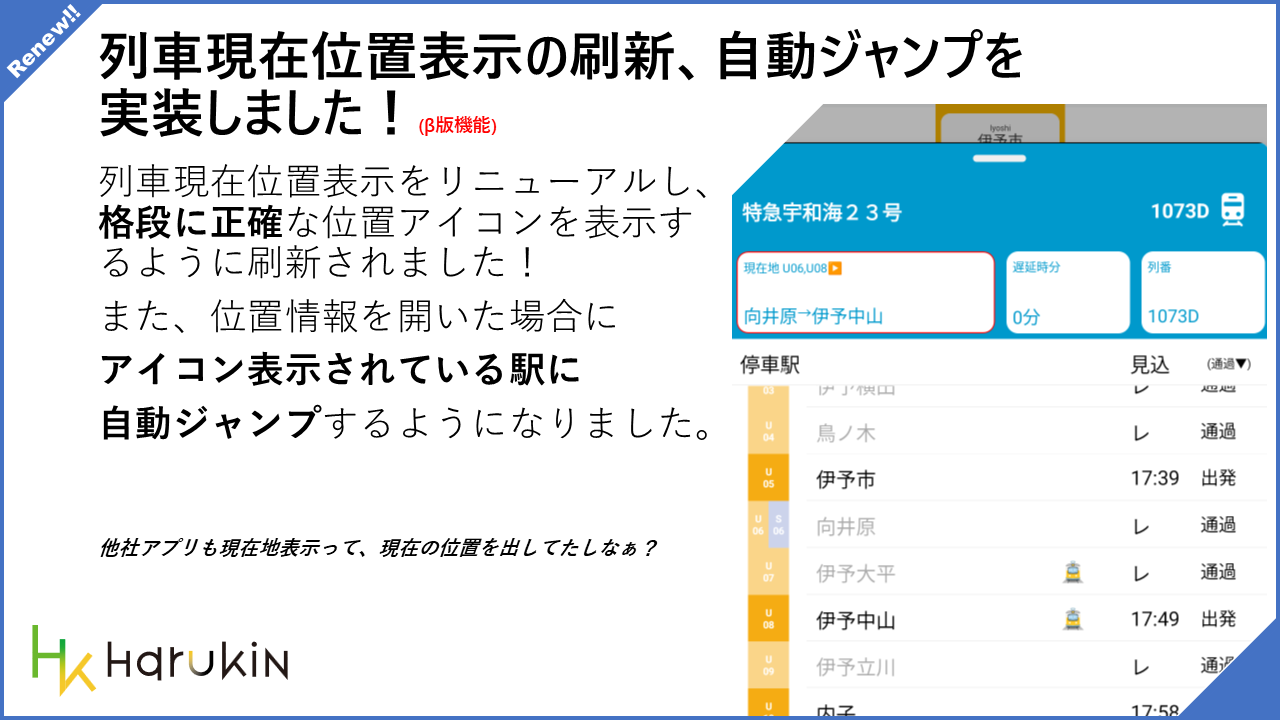 Renew!!
列車現在位置表示の刷新、自動ジャンプを
実装しました！(β版機能)
列車現在位置表示をリニューアルし、
格段に正確な位置アイコンを表示す
るように刷新されました！
また、位置情報を開いた場合に
アイコン表示されている駅に
自動ジャンプするようになりました。
他社アプリも現在地表示って、現在の位置を出してたしなぁ？
HK HaruKiN
Iyoshi
伊予市
特急宇和海２３号 1073D
現在地 U06,U08▶ 遅延時分 列番
向井原→伊予中山 0分 1073D
停車駅 見込 (通過▼)
03 伊予横田 レ 通過
U 04 鳥ノ木 レ 通過
U 05 伊予市 17:39 出発
U 06 S 06 向井原 レ 通過
U 07 伊予大平 レ 通過
U 08 伊予中山 17:49 出発
U 09 伊予立川 レ 通過
U 内子 17:58